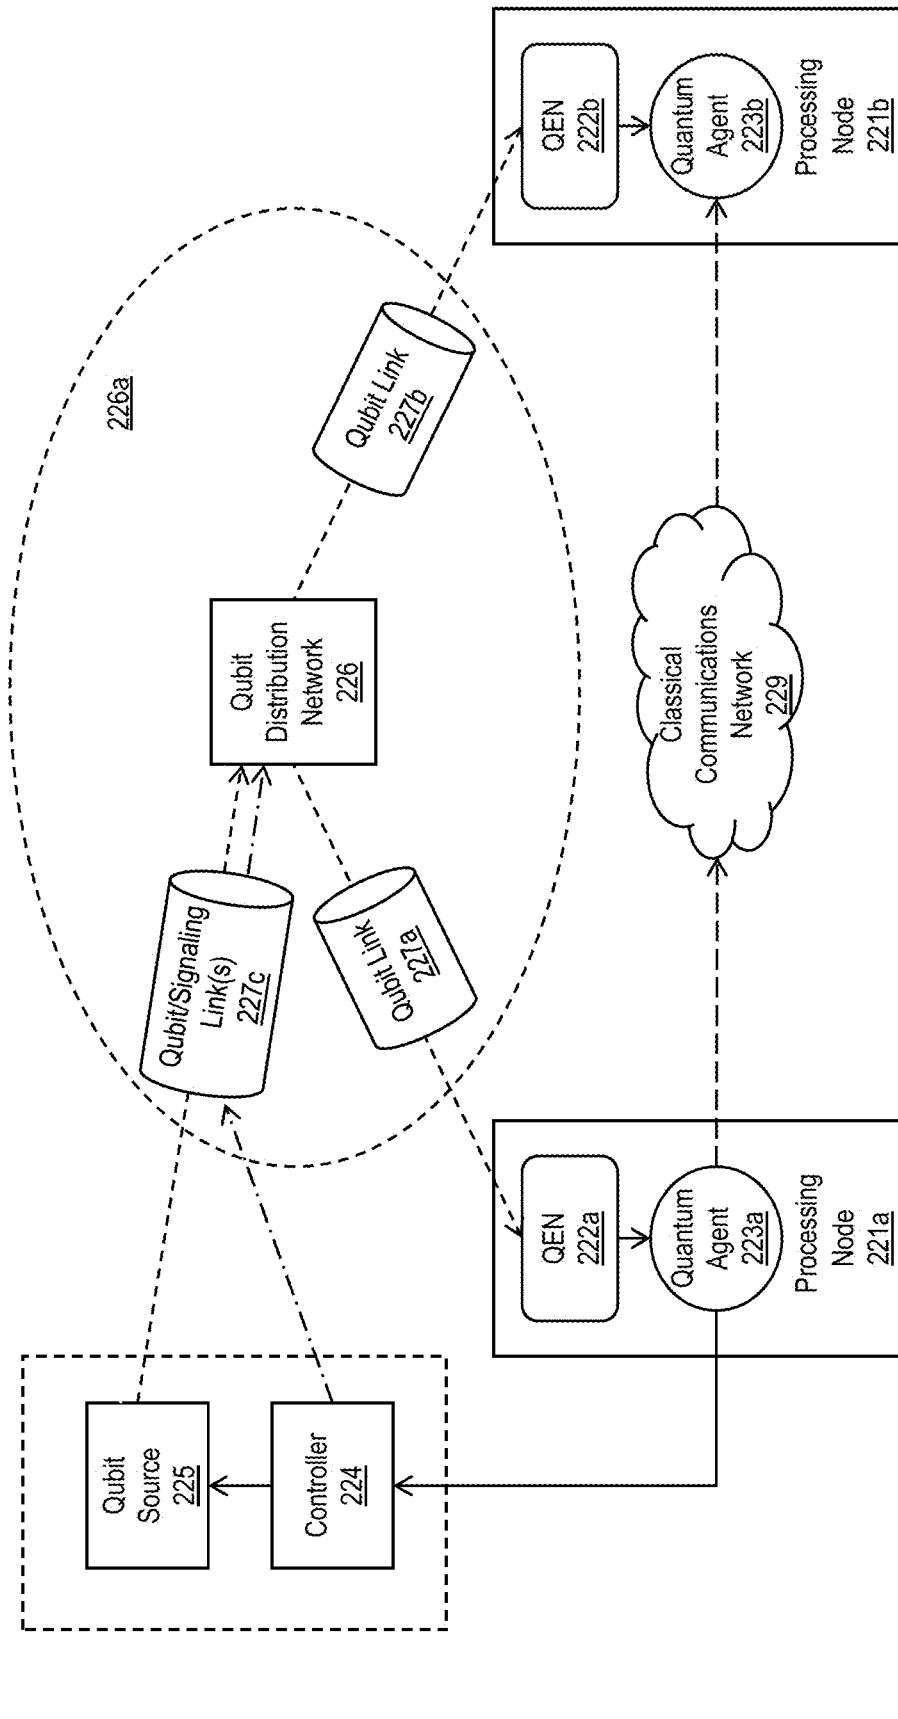 Qubit
Source
225
Controller
224
Qubit/Signaling
Link(s)
227c
Qubit
Distribution
Network
226
226a
Qubit Link
227a
Qubit Link
227b
QEN
222a
Quantum
Agent
223a
Processing
Node
221a
Classical
Communications
Network
229
QEN
222b
Quantum
Agent
223b
Processing
Node
221b